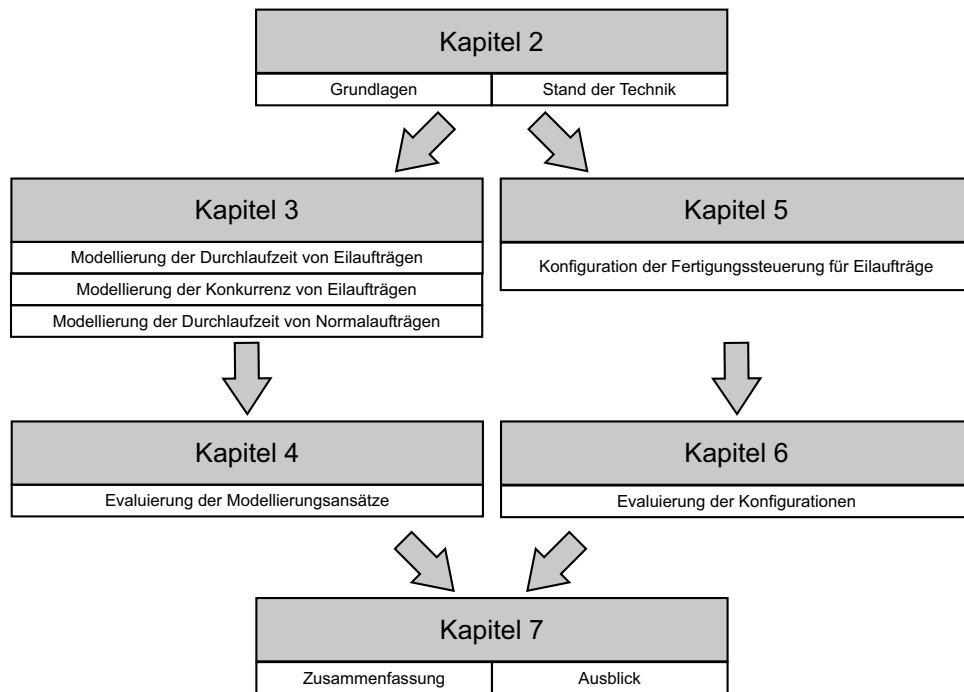 Kapitel 2
Grundlagen
Stand der Technik
Kapitel 3
Modellierung der Durchlaufzeit von Eilaufträgen
Modellierung der Konkurrenz von Eilaufträgen
Modellierung der Durchlaufzeit von Normalaufträgen
Kapitel 5
Konfiguration der Fertigungssteuerung für Eilaufträge
Kapitel 4
Evaluierung der Modellierungsansätze
Kapitel 6
Evaluierung der Konfigurationen
Kapitel 7
Zusammenfassung
Ausblick